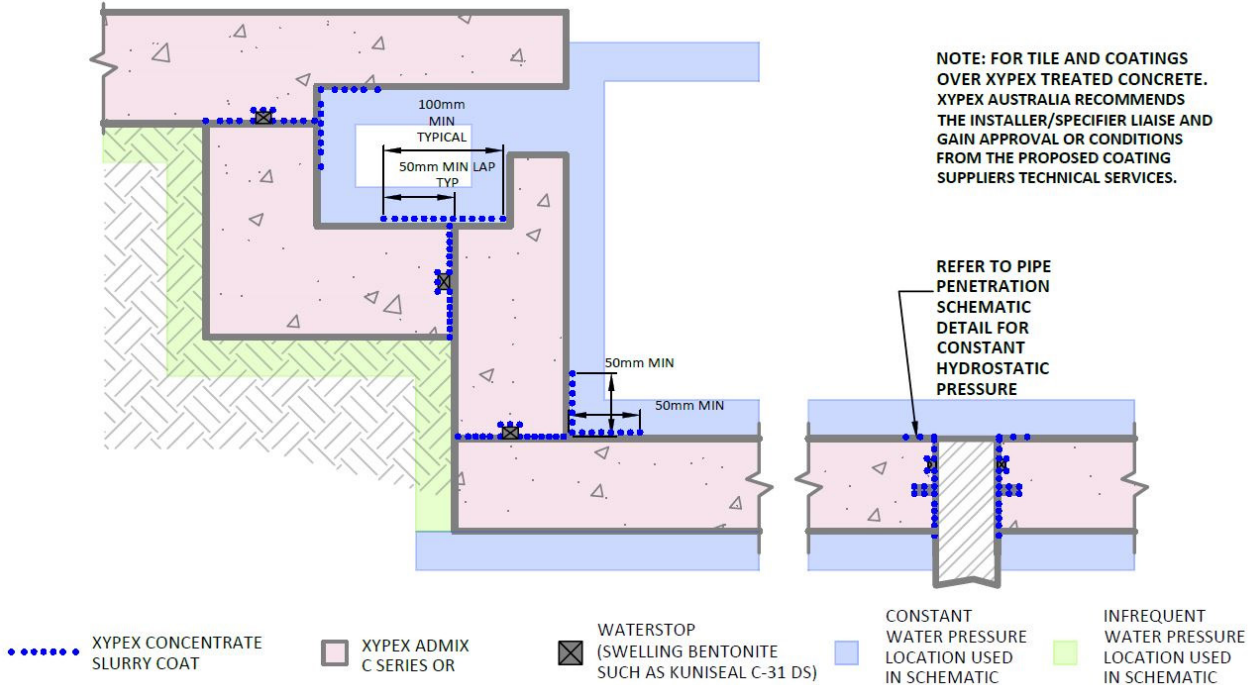 100mm
MIN
TYPICAL
50mm MIN LAP
TYP
50mm MIN
50mm MIN
NOTE: FOR TILE AND COATINGS
OVER XYPEX TREATED CONCRETE.
XYPEX AUSTRALIA RECOMMENDS
THE INSTALLER/SPECIFIER LIAISE AND
GAIN APPROVAL OR CONDITIONS
FROM THE PROPOSED COATING
SUPPLIERS TECHNICAL SERVICES.
REFER TO PIPE
PENETRATION
SCHEMATIC
DETAIL FOR
CONSTANT
HYDROSTATIC
PRESSURE
XYPEX CONCENTRATE
SLURRY COAT
XYPEX ADMIX
C SERIES OR
WATERSTOP
(SWELLING BENTONITE
SUCH AS KUNISEAL C-31 DS)
CONSTANT
WATER PRESSURE
LOCATION USED
IN SCHEMATIC
INFREQUENT
WATER PRESSURE
LOCATION USED
IN SCHEMATIC